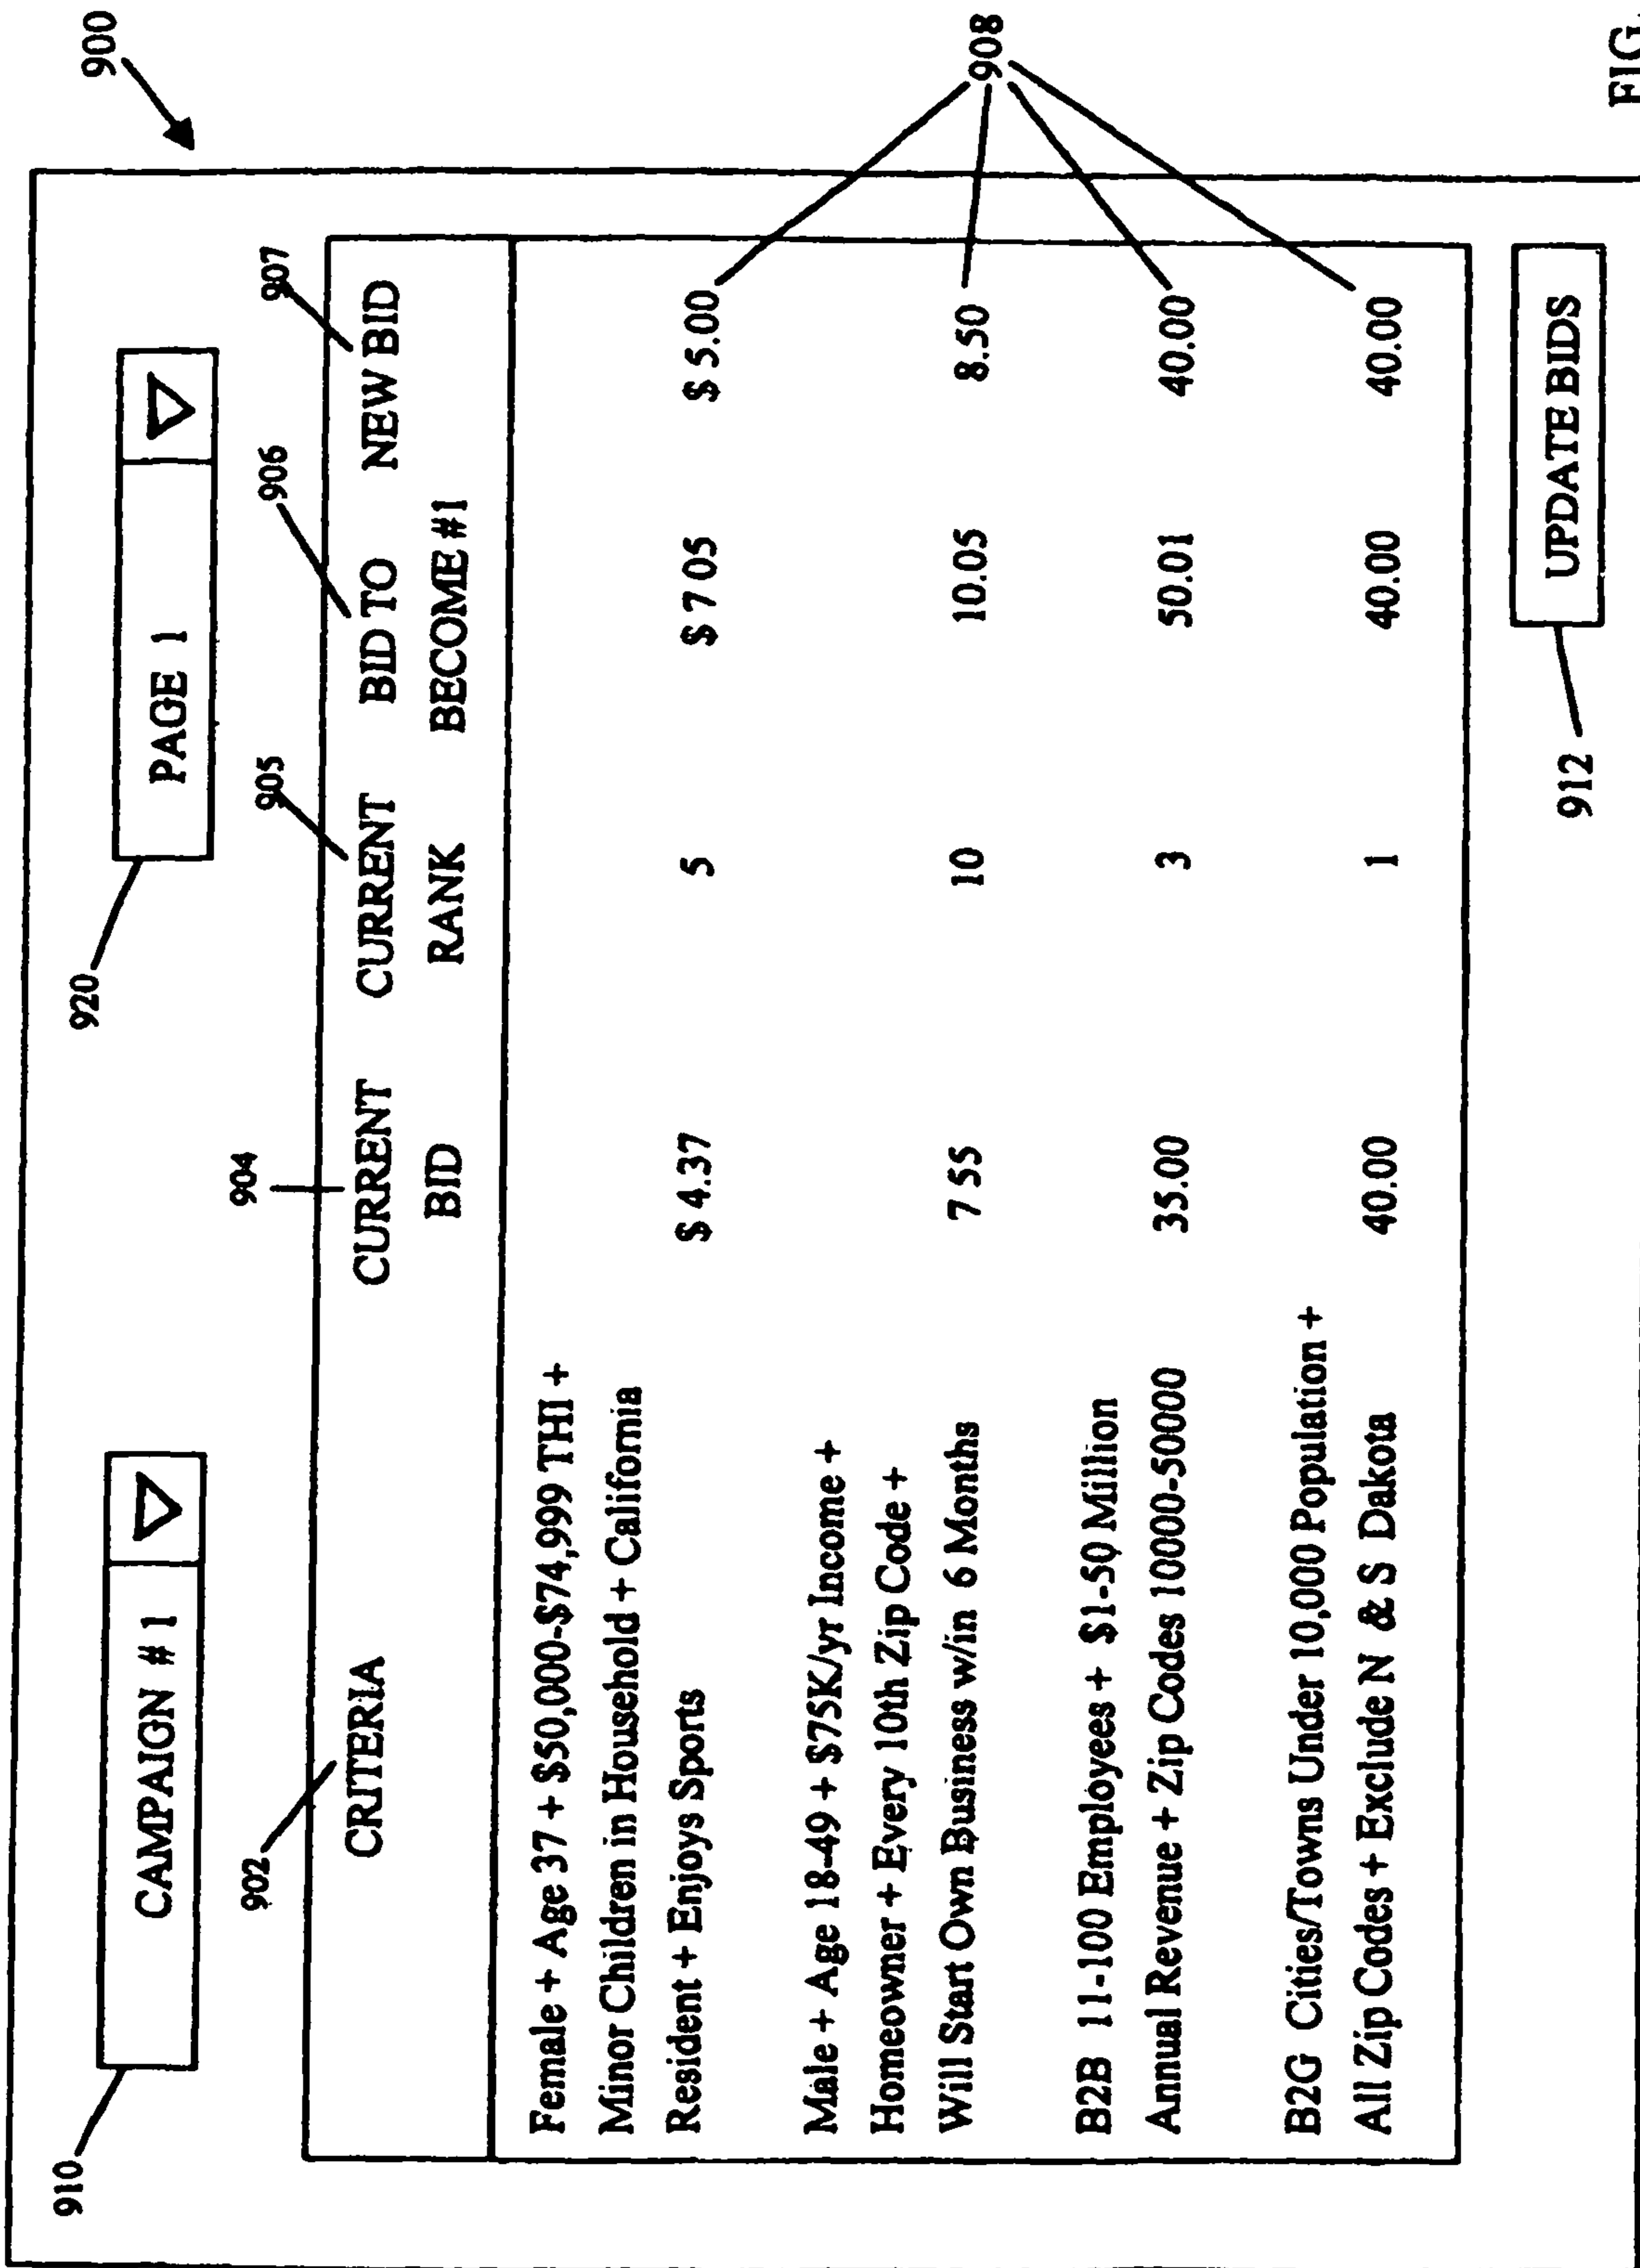 900
910
CAMPAIGN # 1
920
PAGE 1
902
904
905
906
907
CRITERIA CURRENT CURRENT BID TO NEW BID
BID RANK BECOME #1
Female + Age 37 + $50,000-$74,999 THI +
Minor Children in Household + California
Resident + Enjoys Sports $ 4.37 5 $ 7 05 $ 5.00
Male + Age 18-49 + $75K/yr Income +
Homeowner + Every 10th Zip Code +
Will Start Own Business w/in 6 Months 7 55 10 10.05 8.50
908
B2B 11-100 Employees + $1-50 Million
Annual Revenue + Zip Codes 10000-50000 35.00 3 50.01 40.00
B2G Cities/Towns Under 10,000 Population +
All Zip Codes + Exclude N & S Dakota 40.00 1 40.00 40.00
912
UPDATE BIDS
FIG.